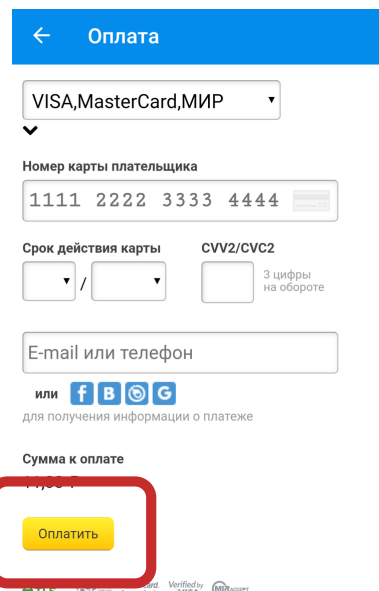 Оплата
VISA,MasterCard,МИР
Номер карты плательщика
1111 2222 3333 4444
Срок действия карты CVV2/CVC2
/
3 цифры
на обороте
E-mail или телефон
или f B G
для получения информации о платеже
Сумма к оплате
Оплатить
Verified by